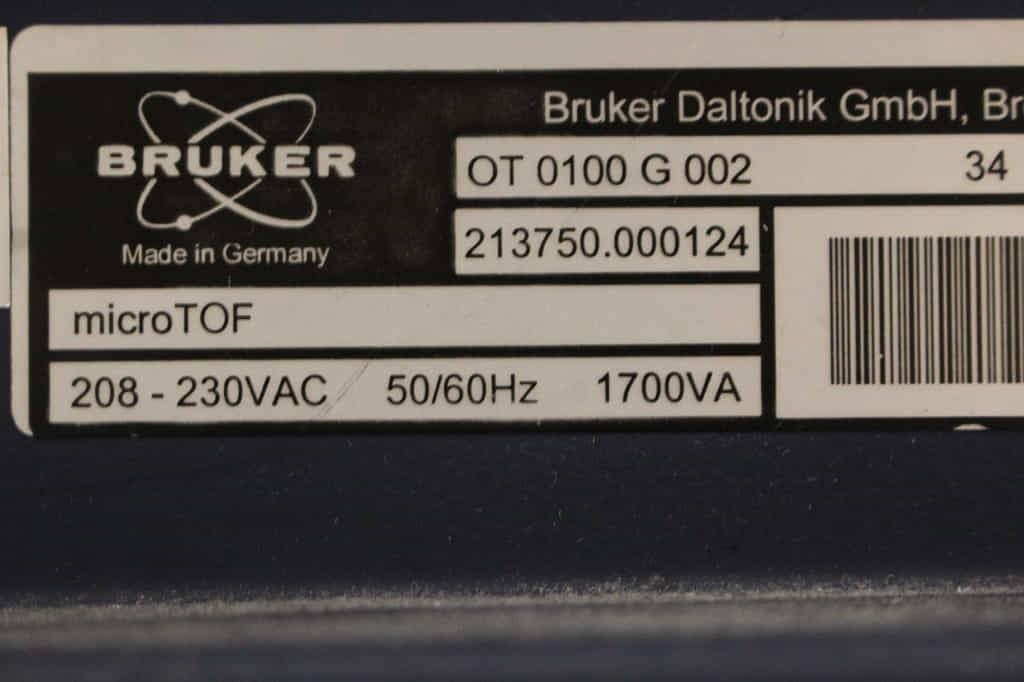 Bruker Daltonik GmbH, Br
BRUKER
OT 0100 G 002 34
Made in Germany
213750.000124
microTOF
208 - 230VAC 50/60Hz 1700VA